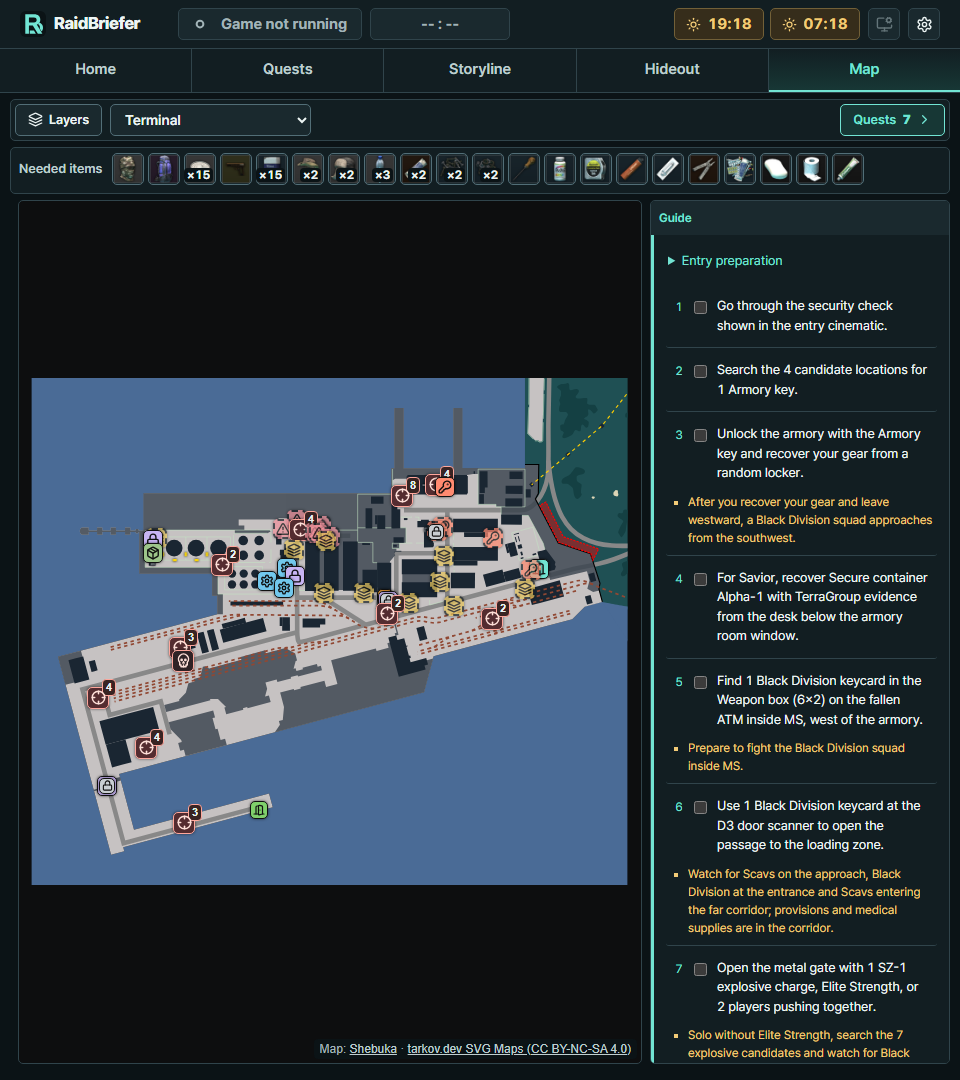 RaidBriefer
Game not running
-- : --
19:18
07:18
Home
Quests
Storyline
Hideout
Map
Layers
Terminal
Quests 7
Needed items
×15
×15
×2
×2
×3
×2
×2
×2
Guide
Entry preparation
1 Go through the security check
shown in the entry cinematic.
2 Search the 4 candidate locations for
1 Armory key.
3 Unlock the armory with the Armory
key and recover your gear from a
random locker.
After you recover your gear and leave
westward, a Black Division squad approaches
from the southwest.
4 For Savior, recover Secure container
Alpha-1 with TerraGroup evidence
from the desk below the armory
room window.
5 Find 1 Black Division keycard in the
Weapon box (6×2) on the fallen
ATM inside MS, west of the armory.
Prepare to fight the Black Division squad
inside MS.
6 Use 1 Black Division keycard at the
D3 door scanner to open the
passage to the loading zone.
Watch for Scavs on the approach, Black
Division at the entrance and Scavs entering
the far corridor; provisions and medical
supplies are in the corridor.
7 Open the metal gate with 1 SZ-1
explosive charge, Elite Strength, or
2 players pushing together.
Solo without Elite Strength, search the 7
explosive candidates and watch for Black
4
8
4
2
2
2
3
4
4
3
Map: Shebuka · tarkov.dev SVG Maps (CC BY-NC-SA 4.0)